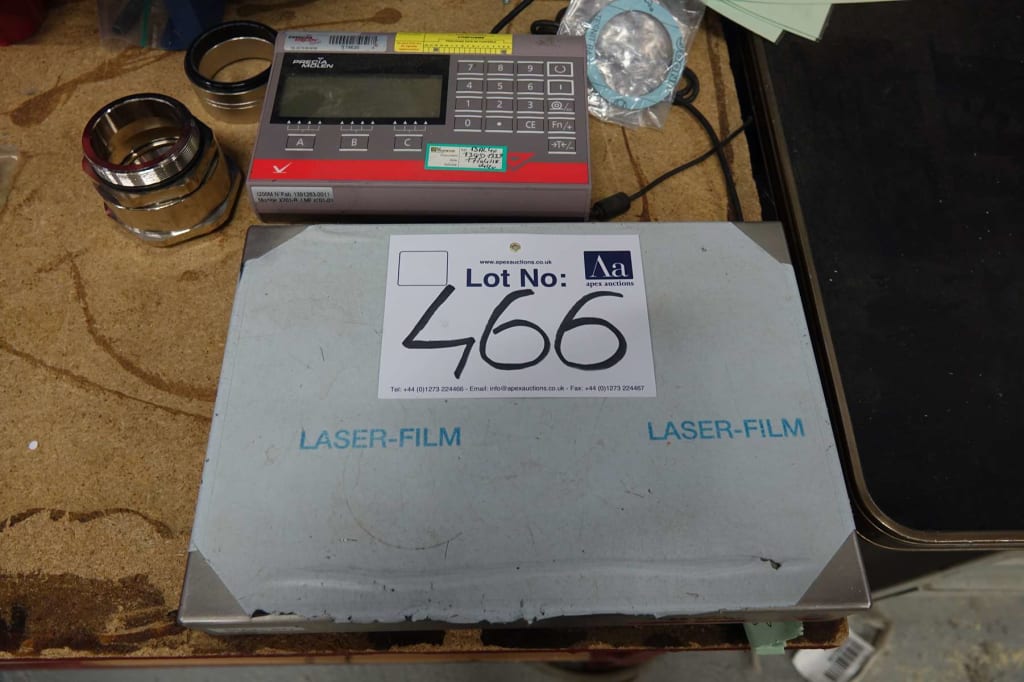 PRECIA
MOLEN
7 8 9
4 5 6
1 2 3
0 • CE Fn/
A B C
www.apexauctions.co.uk
Lot No:
Aa
apex auctions
466
Tel: +44 (0)1273 224466 - Email: info@apexauctions.co.uk - Fax: +44 (0)1273 224467
LASER-FILM LASER-FILM